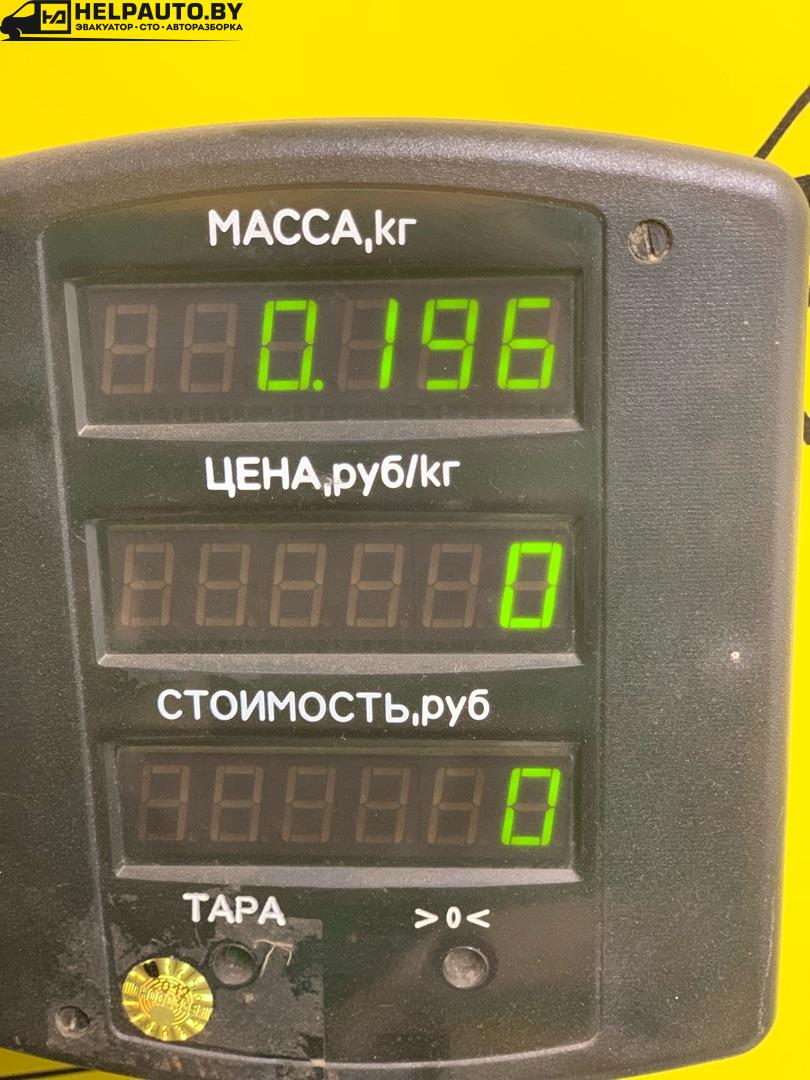 HELPAUTO.BY
ЭВАКУАТОР·СТО·АВТОРАЗБОРКА
МАССА,кг
0.196
ЦЕНА,руб/кг
0
СТОИМОСТЬ,руб
0
ТАРА >0<